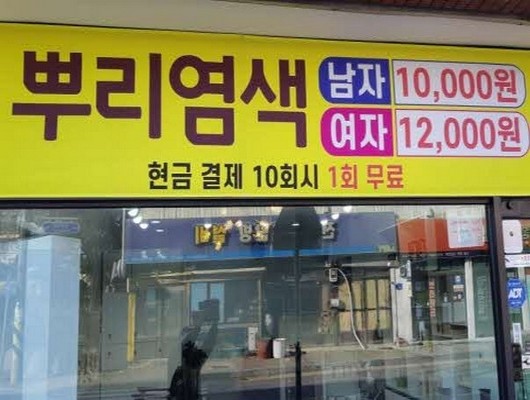 뿌리염색
남자 10,000원
여자 12,000원
현금 결제 10회시 1회 무료
ADT